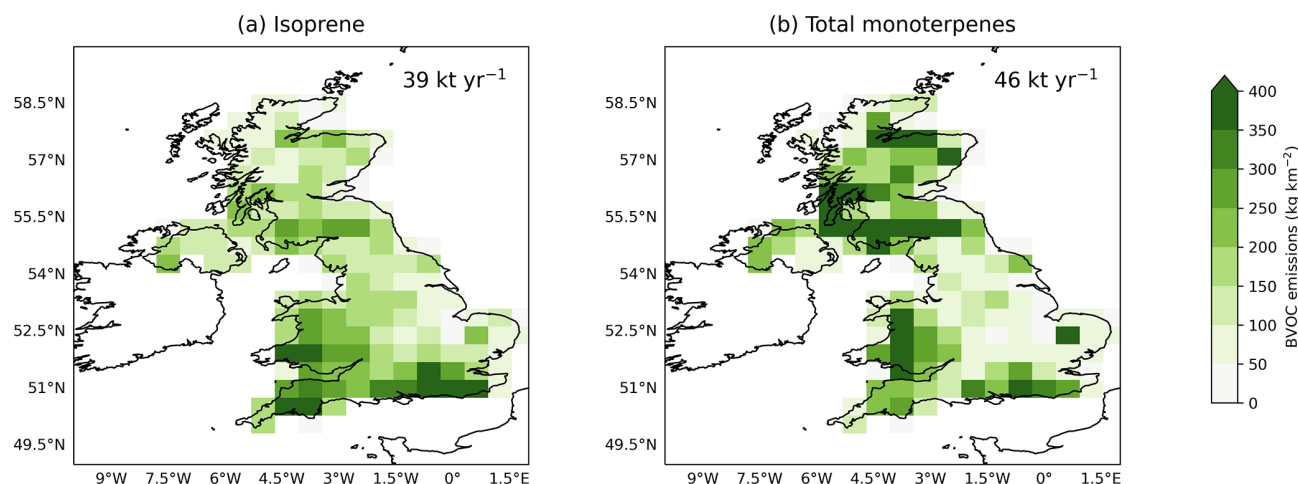 (a) Isoprene
(b) Total monoterpenes
39 kt yr⁻¹
46 kt yr⁻¹
58.5°N
57°N
55.5°N
54°N
52.5°N
51°N
49.5°N
9°W 7.5°W 6°W 4.5°W 3°W 1.5°W 0° 1.5°E
58.5°N
57°N
55.5°N
54°N
52.5°N
51°N
49.5°N
9°W 7.5°W 6°W 4.5°W 3°W 1.5°W 0° 1.5°E
400
350
300
250
200
150
100
50
0
BVOC emissions (kg km⁻²)